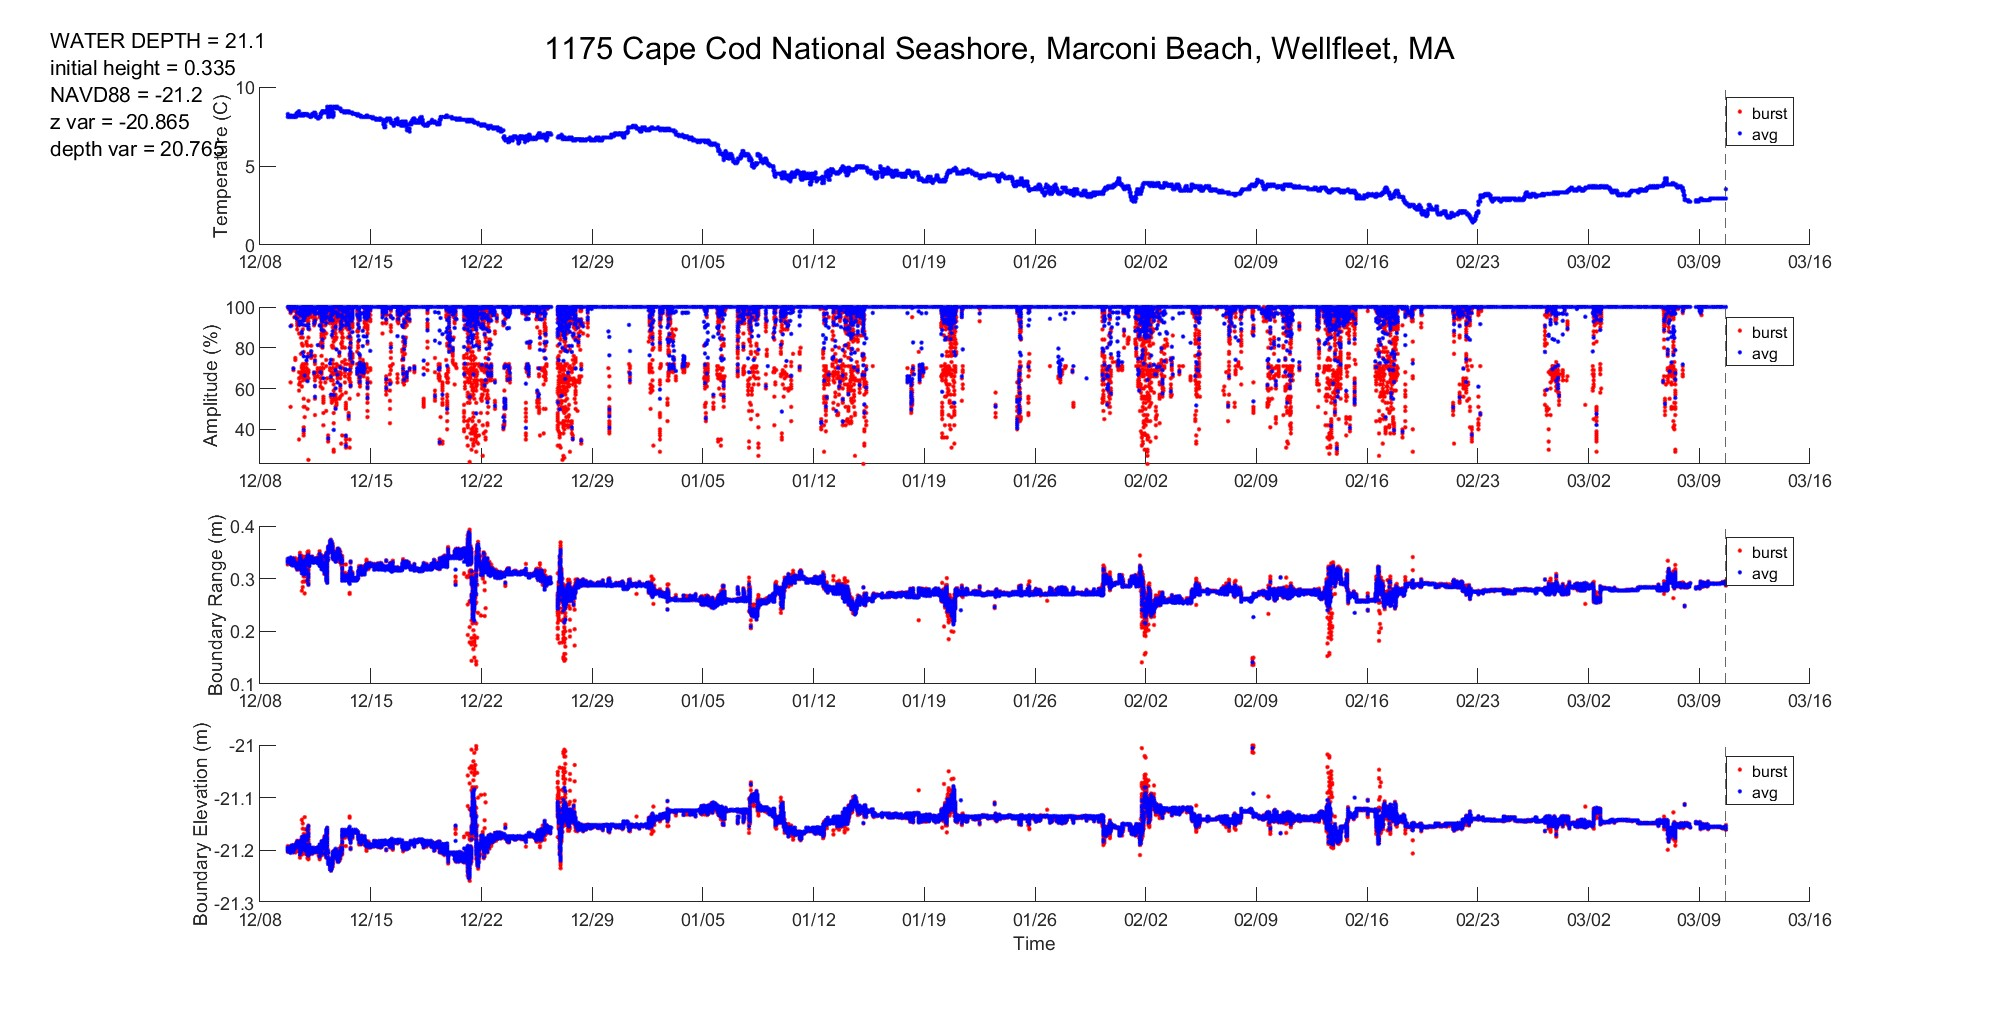 WATER DEPTH = 21.1
initial height = 0.335
NAVD88 = -21.2
z var = -20.865
depth var = 20.765
1175 Cape Cod National Seashore, Marconi Beach, Wellfleet, MA
Temperature (C)
10
5
0
burst
avg
12/08 12/15 12/22 12/29 01/05 01/12 01/19 01/26 02/02 02/09 02/16 02/23 03/02 03/09 03/16
Amplitude (%)
100
80
60
40
burst
avg
12/08 12/15 12/22 12/29 01/05 01/12 01/19 01/26 02/02 02/09 02/16 02/23 03/02 03/09 03/16
Boundary Range (m)
0.4
0.3
0.2
0.1
burst
avg
12/08 12/15 12/22 12/29 01/05 01/12 01/19 01/26 02/02 02/09 02/16 02/23 03/02 03/09 03/16
Boundary Elevation (m)
-21
-21.1
-21.2
-21.3
burst
avg
12/08 12/15 12/22 12/29 01/05 01/12 01/19 01/26 02/02 02/09 02/16 02/23 03/02 03/09 03/16
Time